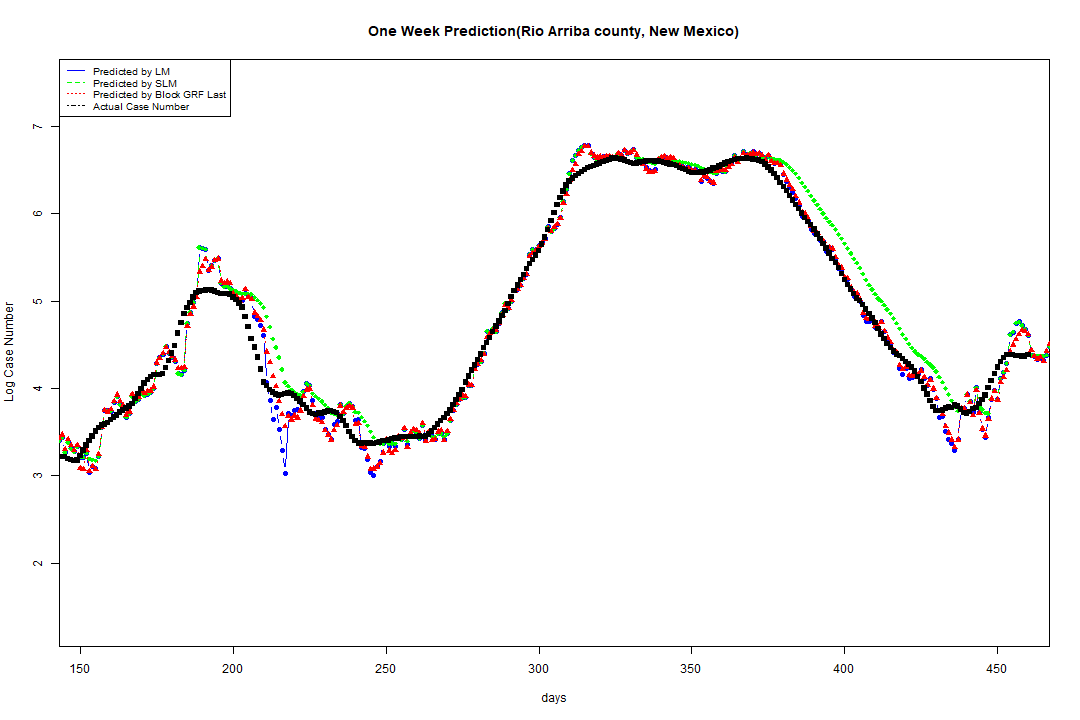 One Week Prediction(Rio Arriba county, New Mexico)
Predicted by LM
Predicted by SLM
Predicted by Block GRF Last
Actual Case Number
Log Case Number
7
6
5
4
3
2
150 200 250 300 350 400 450
days